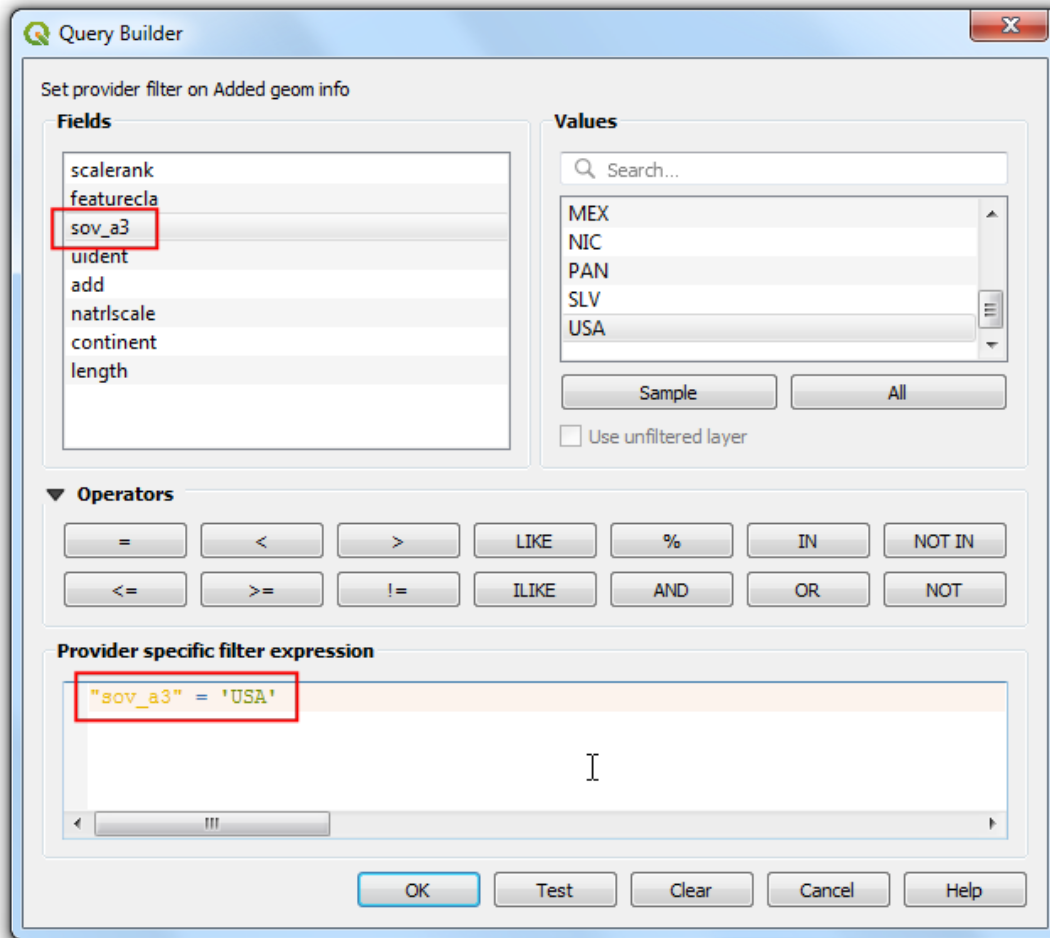 Query Builder
Set provider filter on Added geom info
Fields
scalerank
featurecla
sov_a3
uident
add
natrlscale
continent
length
Values
Search...
MEX
NIC
PAN
SLV
USA
Sample All
Use unfiltered layer
Operators
= < > LIKE % IN NOT IN
<= >= != ILIKE AND OR NOT
Provider specific filter expression
"sov_a3" = 'USA'
OK Test Clear Cancel Help